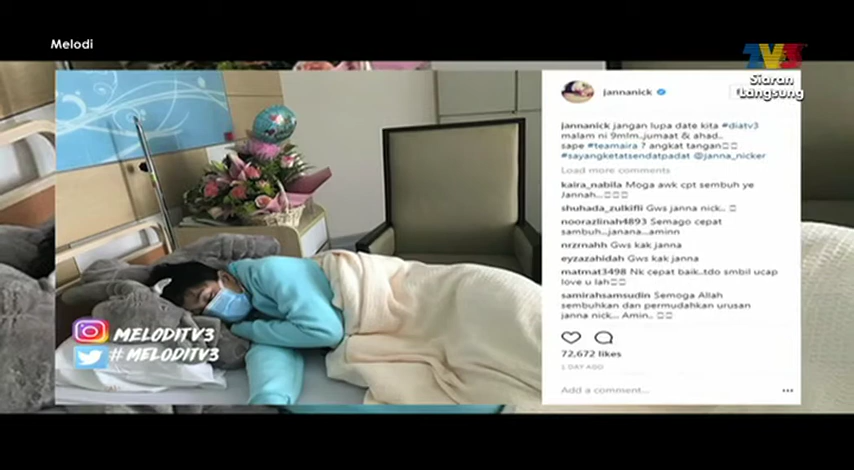 Melodi
TV3
Siaran
Langsung
jannanick
jannanick jangan lupa date kita #diatv3
malam ni 9mlm..jumaat & ahad..
sape #teamaira ? angkat tangan
#sayangketatsendatpadat @janna_nicker
Load more comments
kaira_nabila Moga awk cpt sembuh ye
Jannah...
shuhada_zulkifli Gws janna nick..
noorazlinah4893 Semago cepat
sambuh...janana...aminn
nrzrnahh Gws kak janna
eyzazahidah Gws kak janna
matmat3498 Nk cepat baik..tdo smbil ucap
love u lah
samirahsamsudin Semoga Allah
sembuhkan dan permudahkan urusan
janna nick... Amin..
72,672 likes
1 DAY AGO
Add a comment...
MELODITV3
#MELODITV3